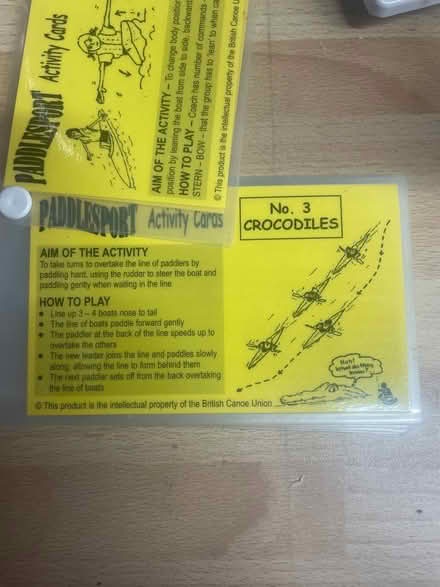 PADDLESPORT Activity Cards
AIM OF THE ACTIVITY – To change body position
position by leaning the boat from side to side, backward
HOW TO PLAY – Coach has number of commands -
STERN - BOW – that the group has to 'learn' to when
© This product is the intellectual property of the British Canoe U
PADDLESPORT Activity Cards
No. 3
CROCODILES
AIM OF THE ACTIVITY
To take turns to overtake the line of paddlers by
paddling hard, using the rudder to steer the boat and
paddling gently when waiting in the line
HOW TO PLAY
• Line up 3 – 4 boats nose to tail
• The line of boats paddle forward gently
• The paddler at the back of the line speeds up to
overtake the others
• The new leader joins the line and paddles slowly
along, allowing the line to form behind them
• The next paddler sets off from the back overtaking
the line of boats
© This product is the intellectual property of the British Canoe Union